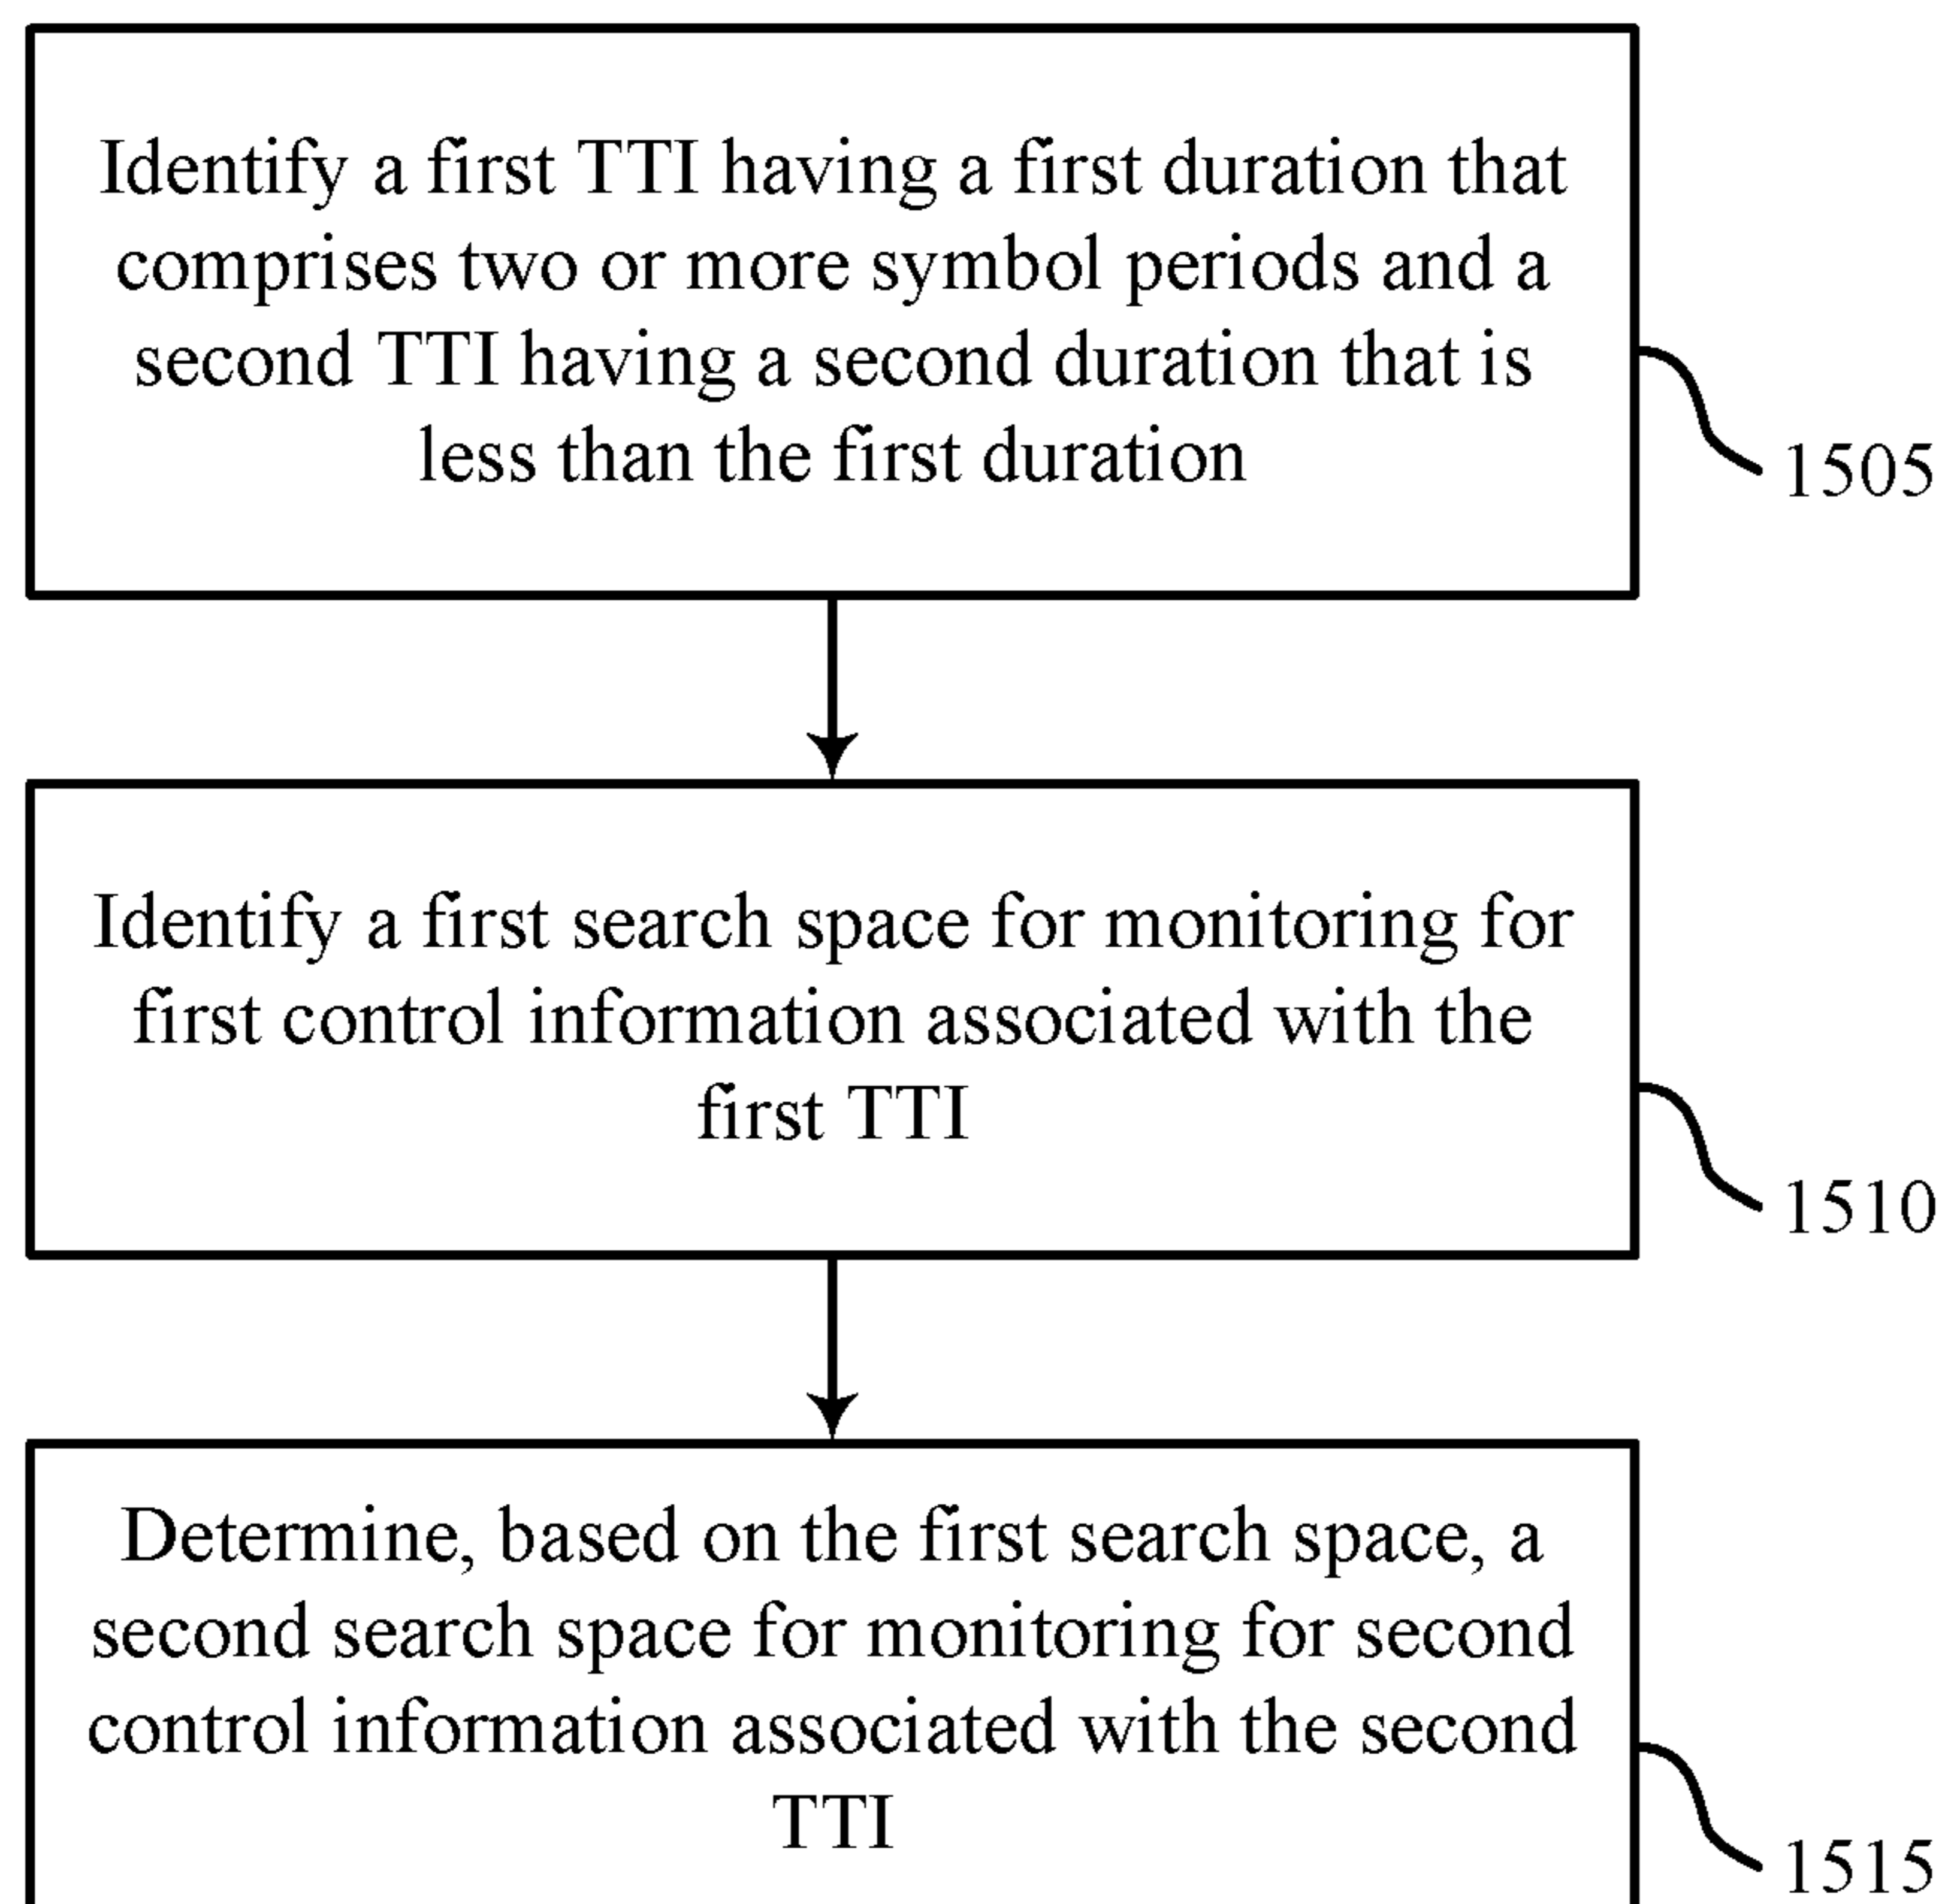 Identify a first TTI having a first duration that
comprises two or more symbol periods and a
second TTI having a second duration that is
less than the first duration
1505
Identify a first search space for monitoring for
first control information associated with the
first TTI
1510
Determine, based on the first search space, a
second search space for monitoring for second
control information associated with the second
TTI
1515